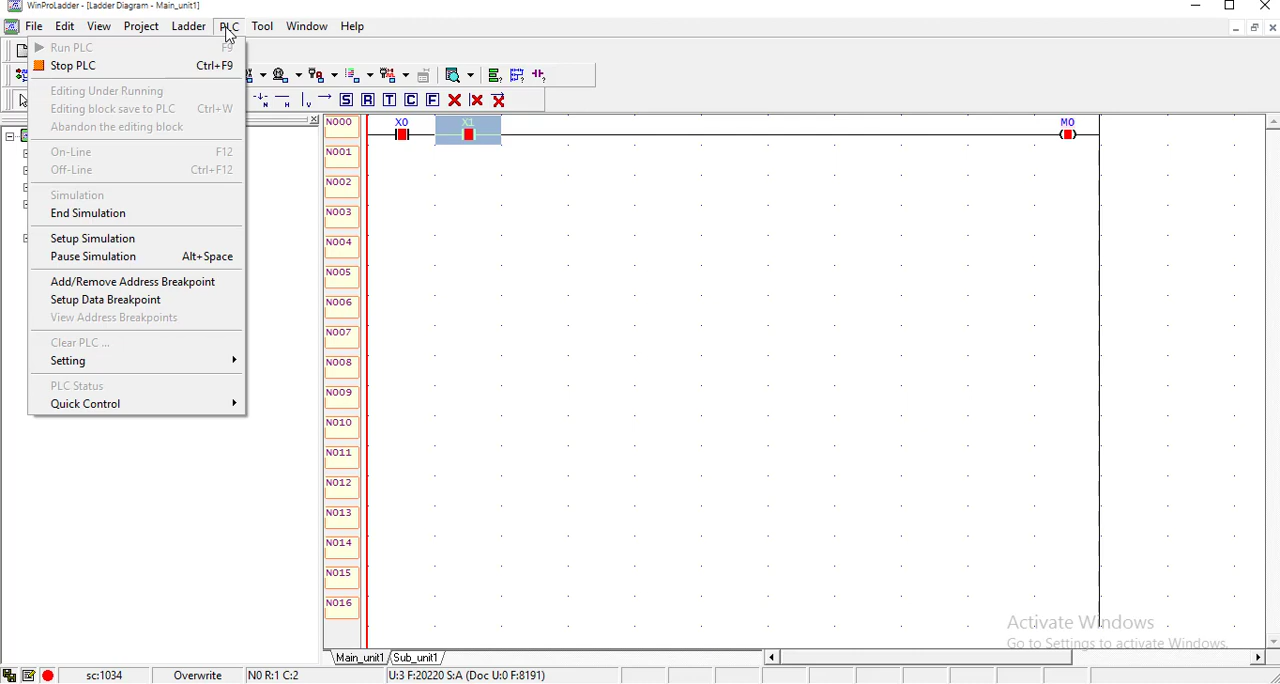 WinProLadder - [Ladder Diagram - Main_unit1]
File Edit View Project Ladder PLC Tool Window Help
Run PLC F9
Stop PLC Ctrl+F9
Editing Under Running
Editing block save to PLC Ctrl+W
Abandon the editing block
On-Line F12
Off-Line Ctrl+F12
Simulation
End Simulation
Setup Simulation
Pause Simulation Alt+Space
Add/Remove Address Breakpoint
Setup Data Breakpoint
View Address Breakpoints
Clear PLC ...
Setting
PLC Status
Quick Control
S R T C F
N000 X0 X1 M0
N001
N002
N003
N004
N005
N006
N007
N008
N009
N010
N011
N012
N013
N014
N015
N016
Activate Windows
Go to Settings to activate Windows.
Main_unit1 Sub_unit1
sc:1034 Overwrite N0 R:1 C:2 U:3 F:20220 S:A (Doc U:0 F:8191)